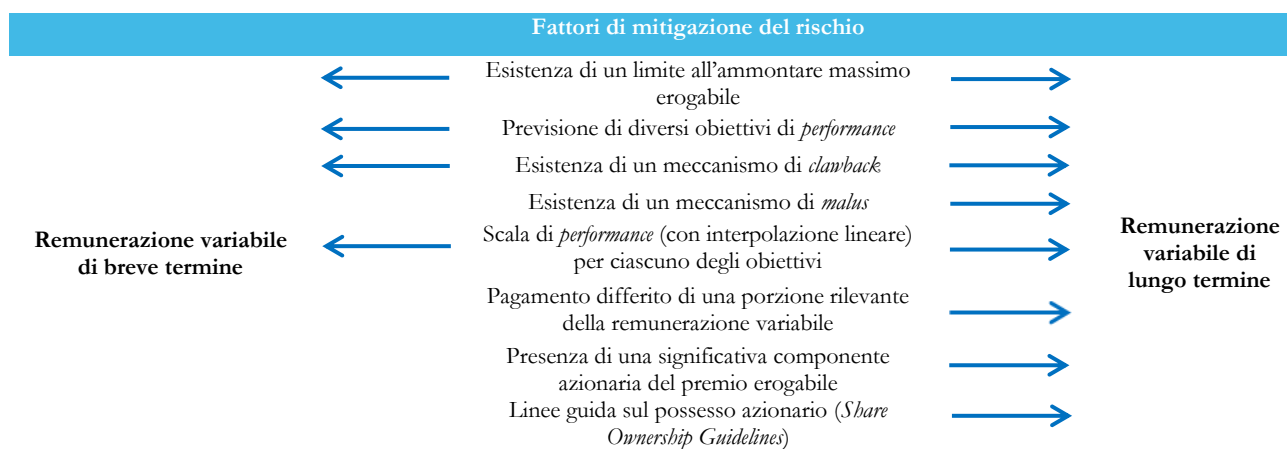 Fattori di mitigazione del rischio
Esistenza di un limite all’ammontare massimo
erogabile
Previsione di diversi obiettivi di performance
Esistenza di un meccanismo di clawback
Esistenza di un meccanismo di malus
Remunerazione variabile
di breve termine
Scala di performance (con interpolazione lineare)
per ciascuno degli obiettivi
Remunerazione
variabile di
lungo termine
Pagamento differito di una porzione rilevante
della remunerazione variabile
Presenza di una significativa componente
azionaria del premio erogabile
Linee guida sul possesso azionario (Share
Ownership Guidelines)